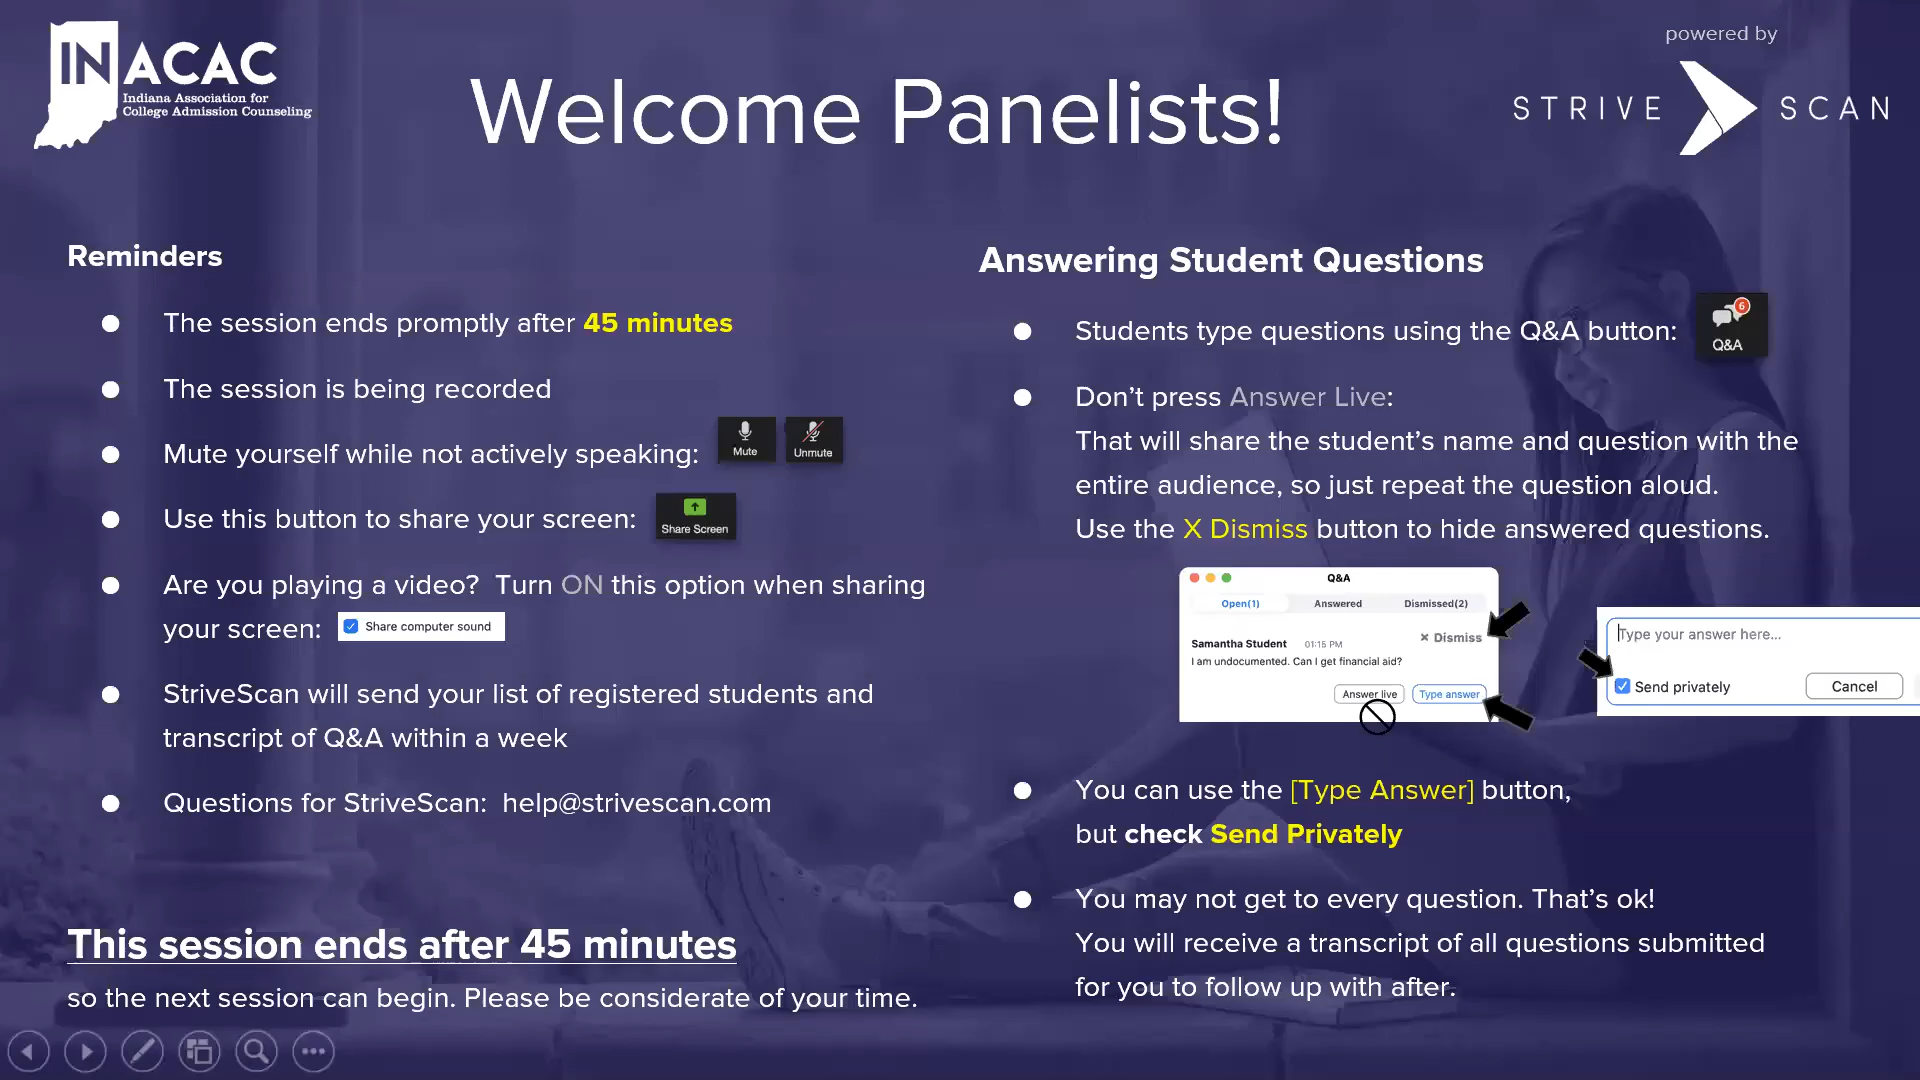 INACAC
Indiana Association for
College Admission Counseling
Welcome Panelists!
powered by
STRIVE SCAN
Reminders
● The session ends promptly after 45 minutes
● The session is being recorded
● Mute yourself while not actively speaking:
Mute
Unmute
● Use this button to share your screen:
Share Screen
● Are you playing a video? Turn ON this option when sharing
your screen:
Share computer sound
● StriveScan will send your list of registered students and
transcript of Q&A within a week
● Questions for StriveScan: help@strivescan.com
This session ends after 45 minutes
so the next session can begin. Please be considerate of your time.
Answering Student Questions
● Students type questions using the Q&A button:
6
Q&A
● Don’t press Answer Live:
That will share the student’s name and question with the
entire audience, so just repeat the question aloud.
Use the X Dismiss button to hide answered questions.
Q&A
Open(1) Answered Dismissed(2)
Samantha Student 01:15 PM × Dismiss
I am undocumented. Can I get financial aid?
Answer live Type answer
Type your answer here...
Send privately Cancel
● You can use the [Type Answer] button,
but check Send Privately
● You may not get to every question. That’s ok!
You will receive a transcript of all questions submitted
for you to follow up with after.